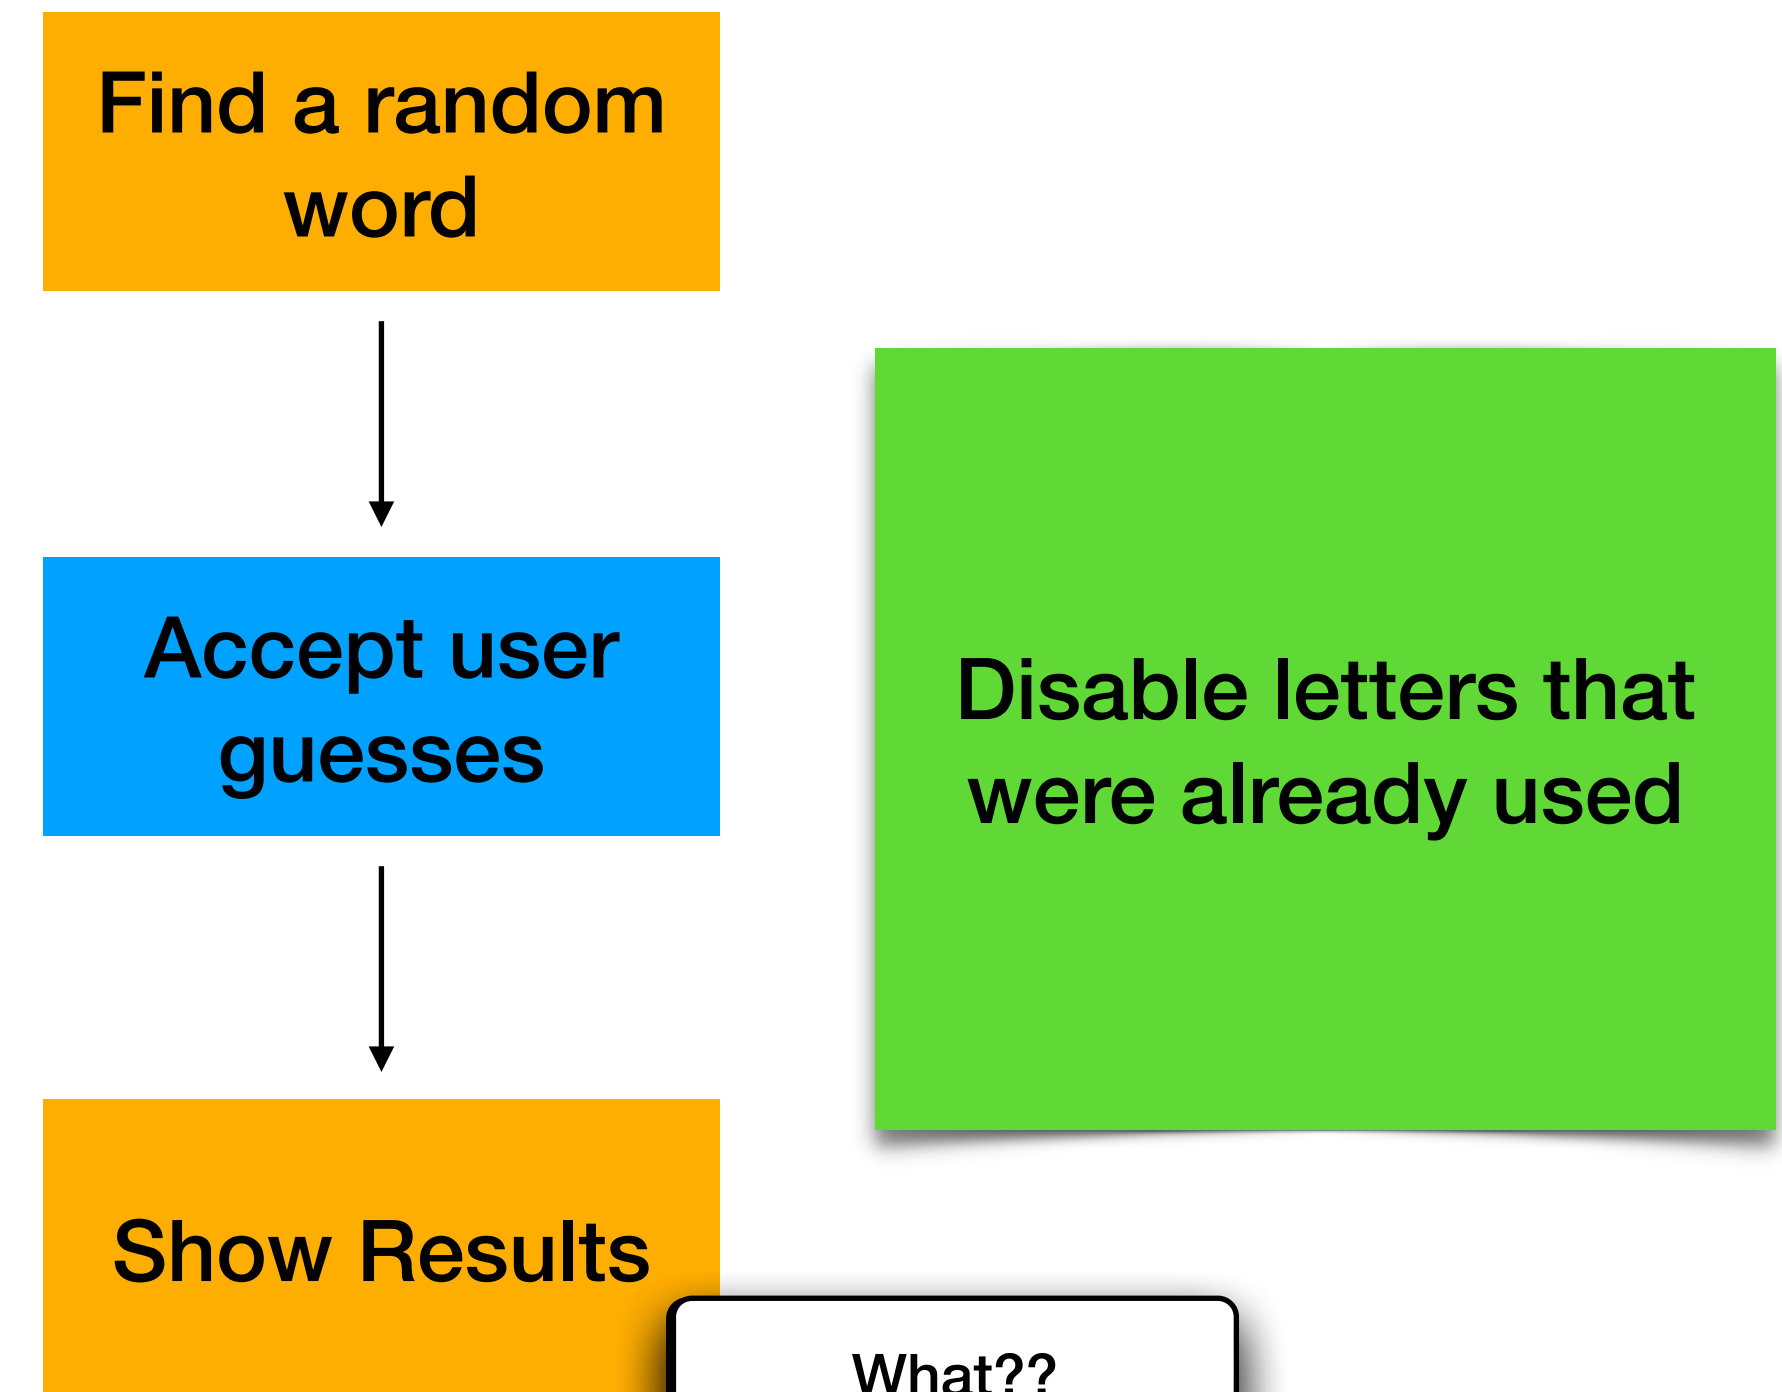 Find a random
word
Accept user
guesses
Disable letters that
were already used
Show Results
What??